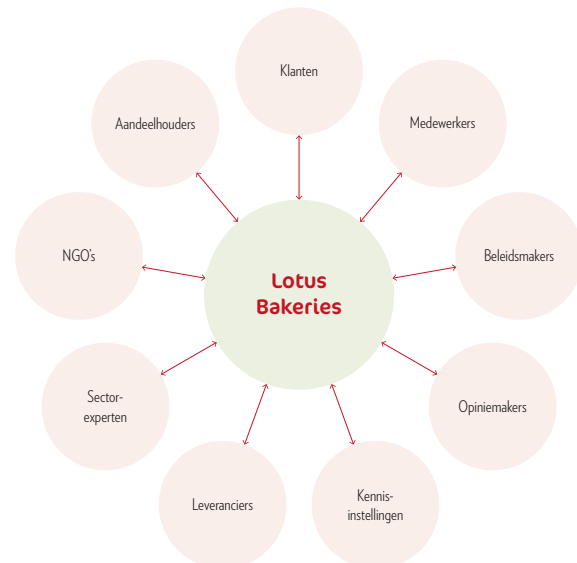 Klanten
Aandeelhouders
Medewerkers
NGO's
Beleidsmakers
Lotus
Bakeries
Sector-
experten
Opiniemakers
Leveranciers
Kennis-
instellingen